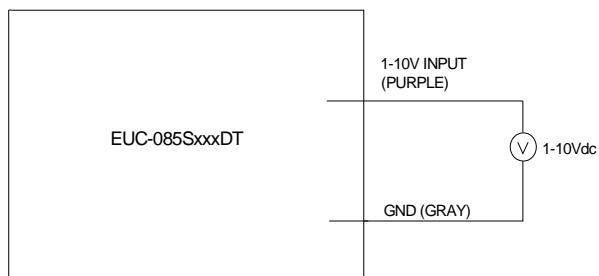 1-10V INPUT
(PURPLE)
EUC-085SxxxDT
V
1-10Vdc
GND (GRAY)